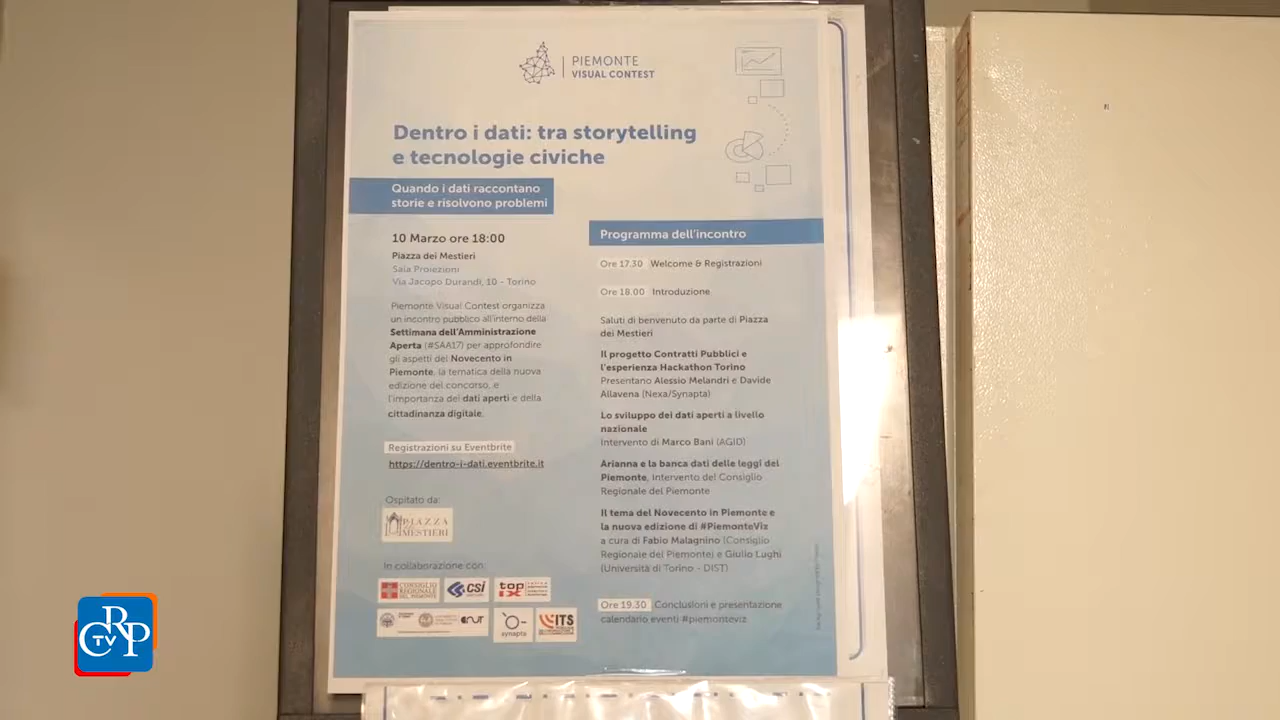 PIEMONTE
VISUAL CONTEST
Dentro i dati: tra storytelling
e tecnologie civiche
Quando i dati raccontano
storie e risolvono problemi
10 Marzo ore 18:00
Piazza dei Mestieri
Sala Proiezioni
Via Jacopo Durandi, 10 - Torino
Piemonte Visual Contest organizza
un incontro pubblico all'interno della
Settimana dell'Amministrazione
Aperta (#SAA17) per approfondire
gli aspetti del Novecento in
Piemonte, la tematica della nuova
edizione del concorso, e
l'importanza dei dati aperti e della
cittadinanza digitale.
Registrazioni su Eventbrite
https://dentro-i-dati.eventbrite.it
Ospitato da:
PIAZZA
MESTIERI
In collaborazione con:
CONSIGLIO
REGIONALE
DEL PIEMONTE
csi
top
ix
synapta
ITS
Programma dell'incontro
Ore 17.30 Welcome & Registrazioni
Ore 18.00 Introduzione
Saluti di benvenuto da parte di Piazza
dei Mestieri
Il progetto Contratti Pubblici e
l'esperienza Hackathon Torino
Presentano Alessio Melandri e Davide
Allavena (Nexa/Synapta)
Lo sviluppo dei dati aperti a livello
nazionale
Intervento di Marco Bani (AGID)
Arianna e la banca dati delle leggi del
Piemonte, Intervento del Consiglio
Regionale del Piemonte
Il tema del Novecento in Piemonte e
la nuova edizione di #PiemonteViz
a cura di Fabio Malagnino (Consiglio
Regionale del Piemonte) e Giulio Lughi
(Università di Torino - DIST)
Ore 19.30 Conclusioni e presentazione
calendario eventi #piemonteviz
CRP
TV